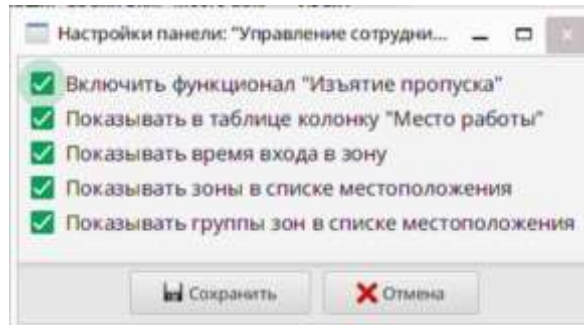 Настройки панели: "Управление сотрудни...
Включить функционал "Изъятие пропуска"
Показывать в таблице колонку "Место работы"
Показывать время входа в зону
Показывать зоны в списке местоположения
Показывать группы зон в списке местоположения
Сохранить
Отмена